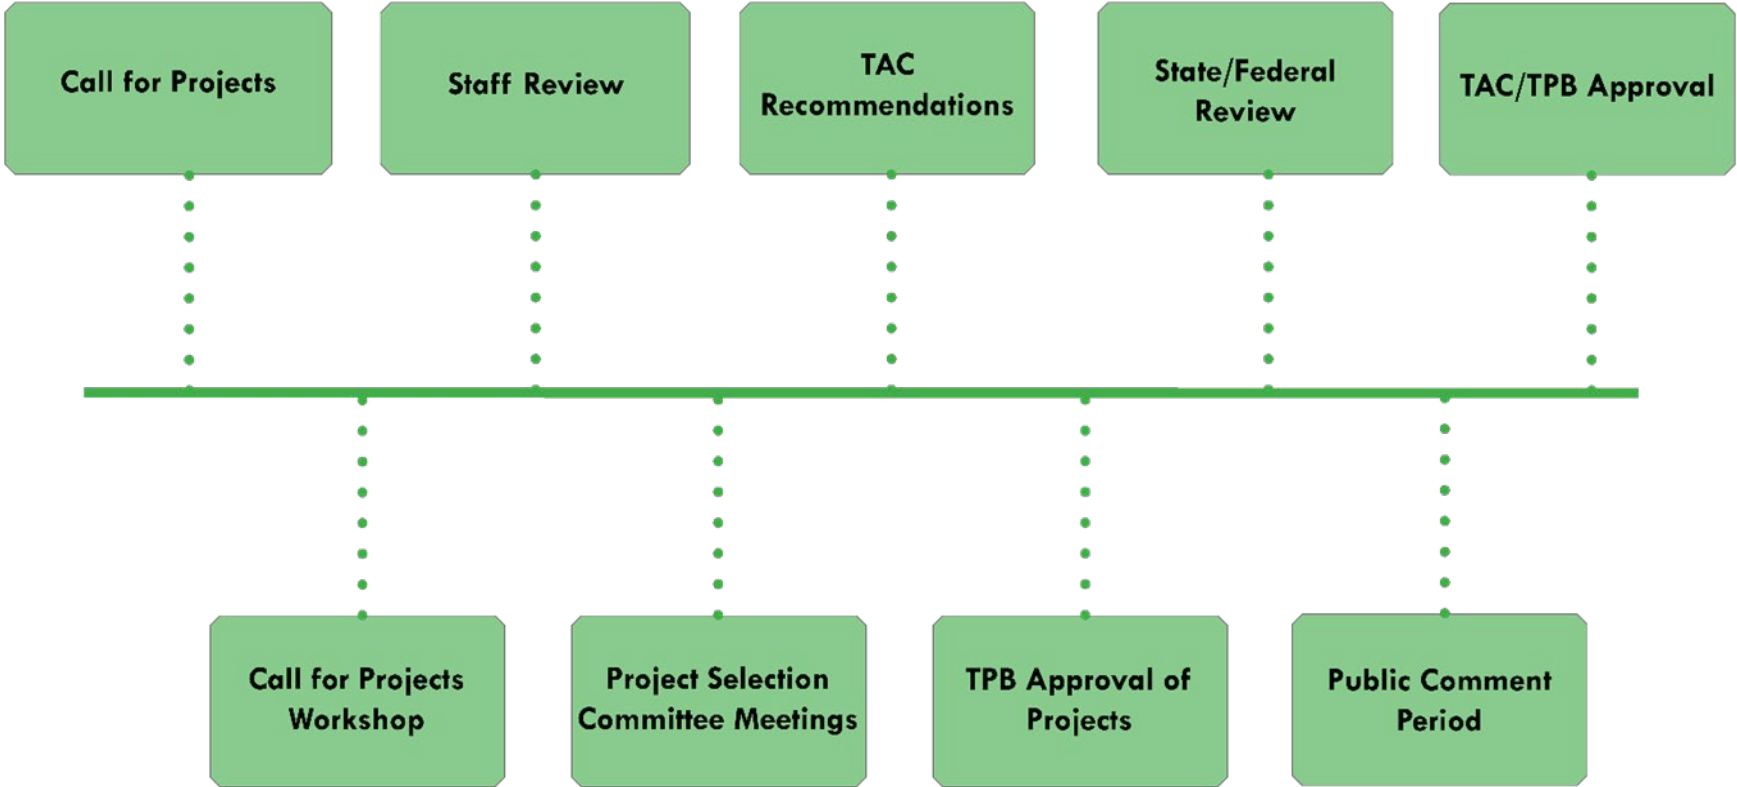 Call for Projects
Staff Review
TAC
Recommendations
State/Federal
Review
TAC/TPB Approval
Call for Projects
Workshop
Project Selection
Committee Meetings
TPB Approval of
Projects
Public Comment
Period